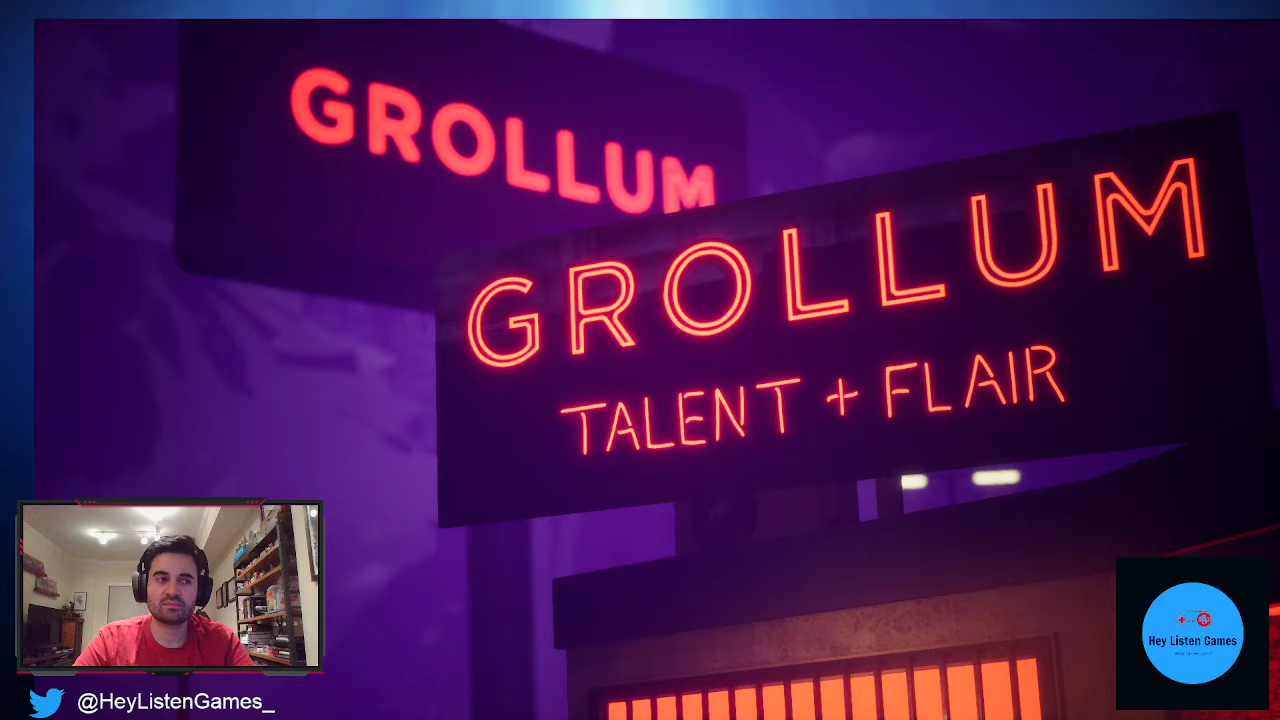 GROLLUM
GROLLUM
TALENT + FLAIR
Hey Listen Games
@HeyListenGames_